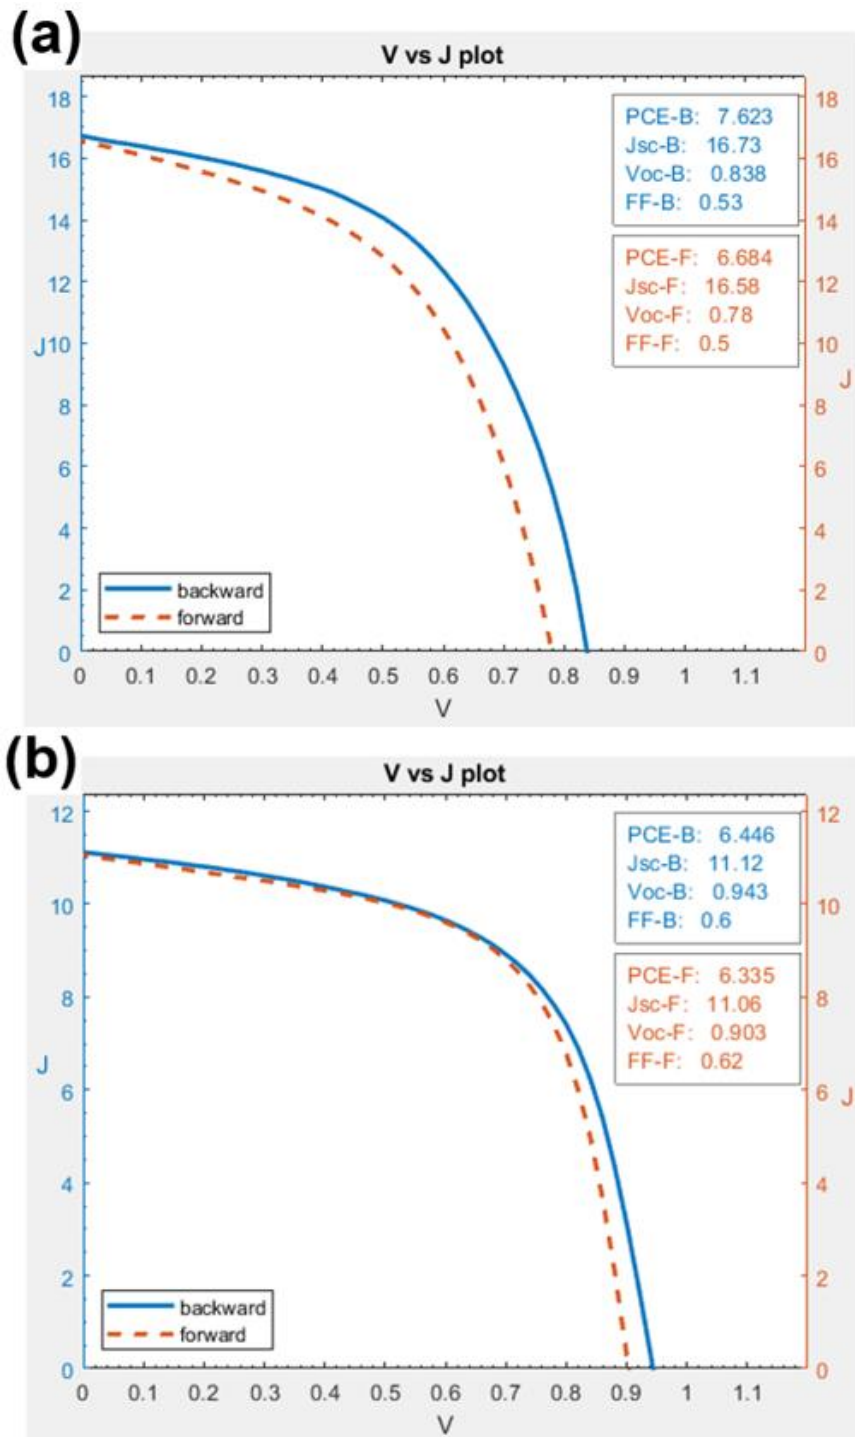 (a)
V vs J plot
18 16 14 12 10 8 6 4 2 0
J
PCE-B: 7.623
Jsc-B: 16.73
Voc-B: 0.838
FF-B: 0.53
PCE-F: 6.684
Jsc-F: 16.58
Voc-F: 0.78
FF-F: 0.5
18 16 14 12 10 8 6 4 2 0
J
backward
forward
0 0.1 0.2 0.3 0.4 0.5 0.6 0.7 0.8 0.9 1 1.1
V
(b)
V vs J plot
12 10 8 6 4 2 0
J
PCE-B: 6.446
Jsc-B: 11.12
Voc-B: 0.943
FF-B: 0.6
PCE-F: 6.335
Jsc-F: 11.06
Voc-F: 0.903
FF-F: 0.62
12 10 8 6 4 2 0
J
backward
forward
0 0.1 0.2 0.3 0.4 0.5 0.6 0.7 0.8 0.9 1 1.1
V